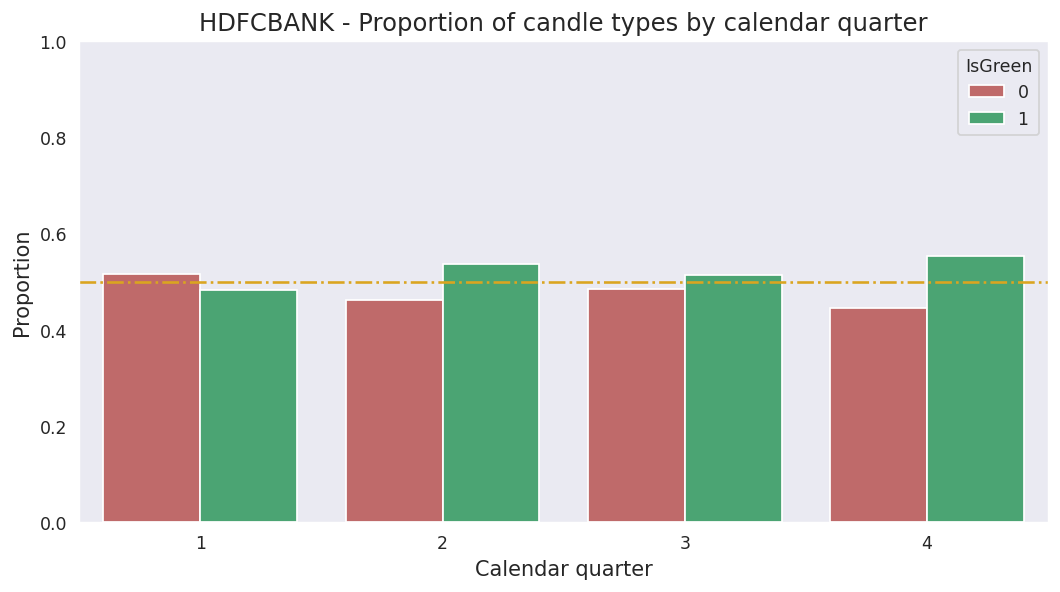 HDFCBANK - Proportion of candle types by calendar quarter
1.0
0.8
0.6
0.4
0.2
0.0
Proportion
IsGreen
0
1
1 2 3 4
Calendar quarter